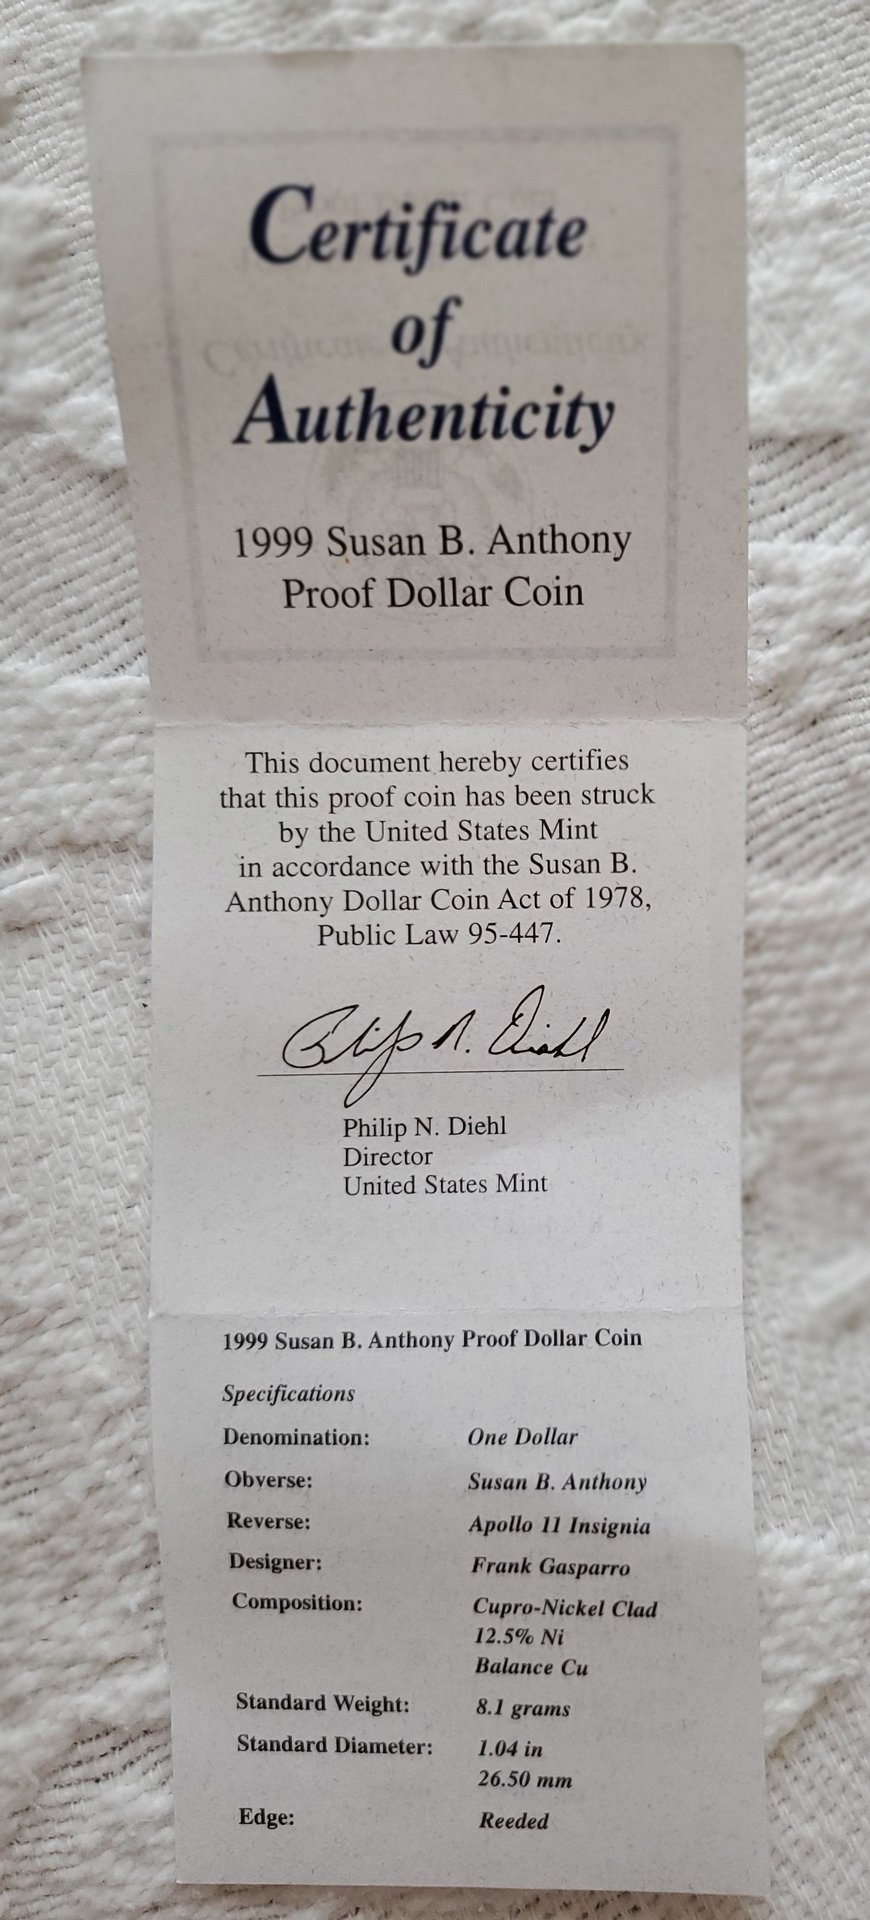 Certificate
of
Authenticity
1999 Susan B. Anthony
Proof Dollar Coin
This document hereby certifies
that this proof coin has been struck
by the United States Mint
in accordance with the Susan B.
Anthony Dollar Coin Act of 1978,
Public Law 95-447.
Philip N. Diehl
Philip N. Diehl
Director
United States Mint
1999 Susan B. Anthony Proof Dollar Coin
Specifications
Denomination: One Dollar
Obverse: Susan B. Anthony
Reverse: Apollo 11 Insignia
Designer: Frank Gasparro
Composition: Cupro-Nickel Clad
12.5% Ni
Balance Cu
Standard Weight: 8.1 grams
Standard Diameter: 1.04 in
26.50 mm
Edge: Reeded